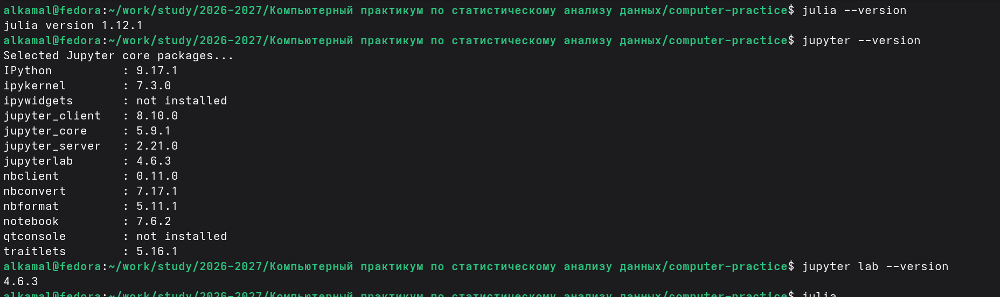 alkamal@fedora:~/work/study/2026-2027/Компьютерный практикум по статистическому анализу данных/computer-practice$ julia --version
julia version 1.12.1
alkamal@fedora:~/work/study/2026-2027/Компьютерный практикум по статистическому анализу данных/computer-practice$ jupyter --version
Selected Jupyter core packages...
IPython          : 9.17.1
ipykernel        : 7.3.0
ipywidgets       : not installed
jupyter_client   : 8.10.0
jupyter_core     : 5.9.1
jupyter_server   : 2.21.0
jupyterlab       : 4.6.3
nbclient         : 0.11.0
nbconvert        : 7.17.1
nbformat         : 5.11.1
notebook         : 7.6.2
qtconsole        : not installed
traitlets        : 5.16.1
alkamal@fedora:~/work/study/2026-2027/Компьютерный практикум по статистическому анализу данных/computer-practice$ jupyter lab --version
4.6.3
alkamal@fedora:~/work/study/2026-2027/Компьютерный практикум по статистическому анализу данных/computer-practice$ julia